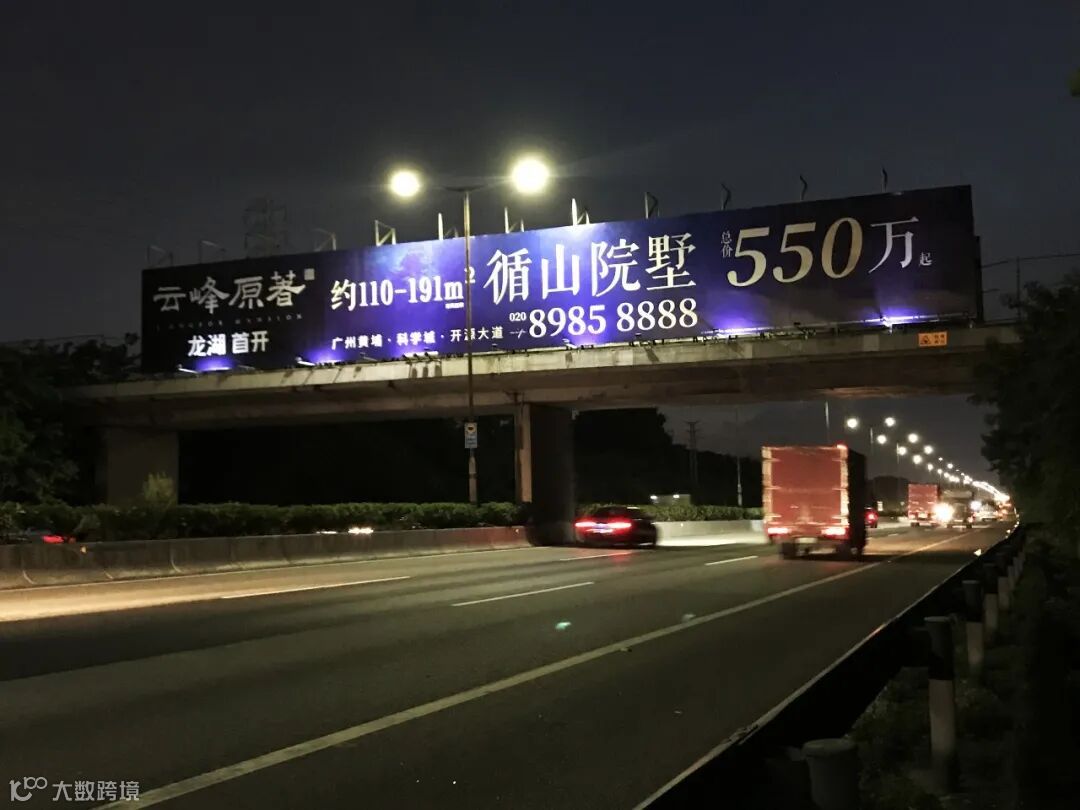 云峰原著
龙湖 首开
约110-191m²
广州黄埔·科学城·开源大道
循山院墅
020 8985 8888
总价550万起
大数跨境